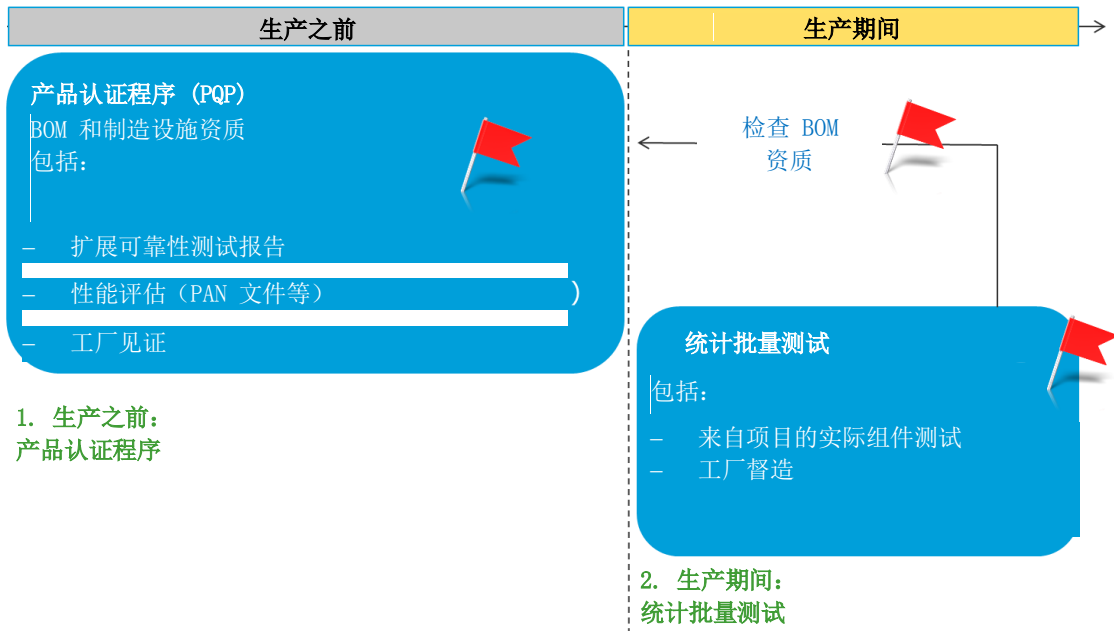 生产之前
生产期间
产品认证程序 (PQP)
BOM 和制造设施资质
包括:
– 扩展可靠性测试报告
– 性能评估（PAN 文件等） )
– 工厂见证
1. 生产之前:
产品认证程序
检查 BOM
资质
统计批量测试
包括:
– 来自项目的实际组件测试
– 工厂督造
2. 生产期间:
统计批量测试